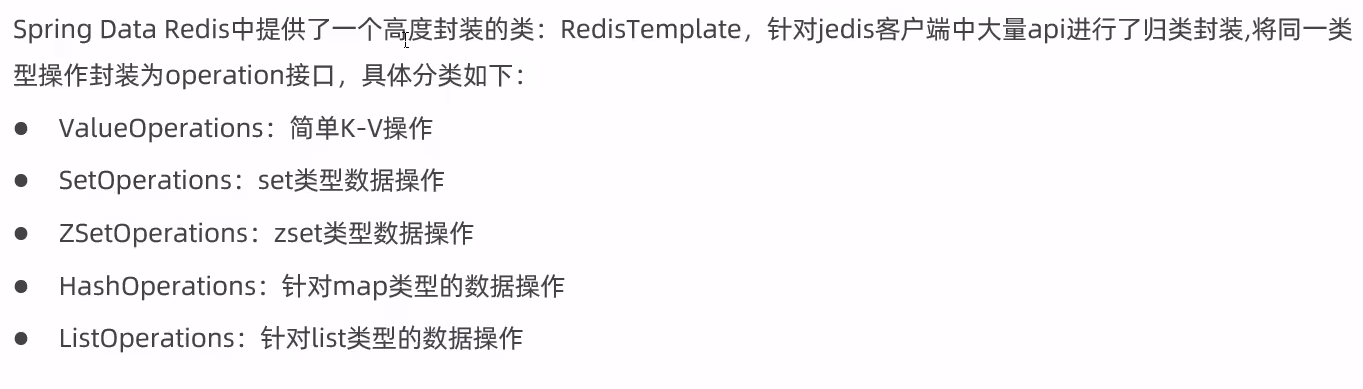 Spring Data Redis中提供了一个高度封装的类：RedisTemplate，针对jedis客户端中大量api进行了归类封装,将同一类
型操作封装为operation接口，具体分类如下：
● ValueOperations：简单K-V操作
● SetOperations：set类型数据操作
● ZSetOperations：zset类型数据操作
● HashOperations：针对map类型的数据操作
● ListOperations：针对list类型的数据操作